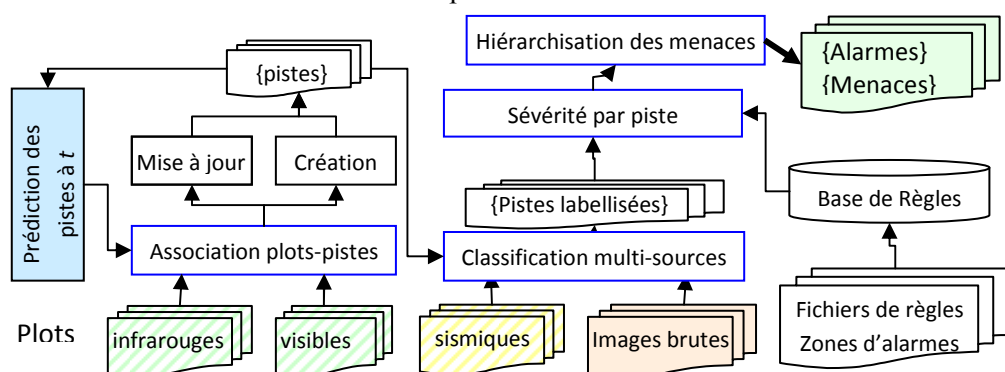 Hiérarchisation des menaces
{Alarmes}
{Menaces}
{pistes}
Sévérité par piste
Prédiction des
pistes à t
Mise à jour
Création
{Pistes labellisées}
Base de Règles
Association plots-pistes
Classification multi-sources
Plots
infrarouges
visibles
sismiques
Images brutes
Fichiers de règles
Zones d'alarmes